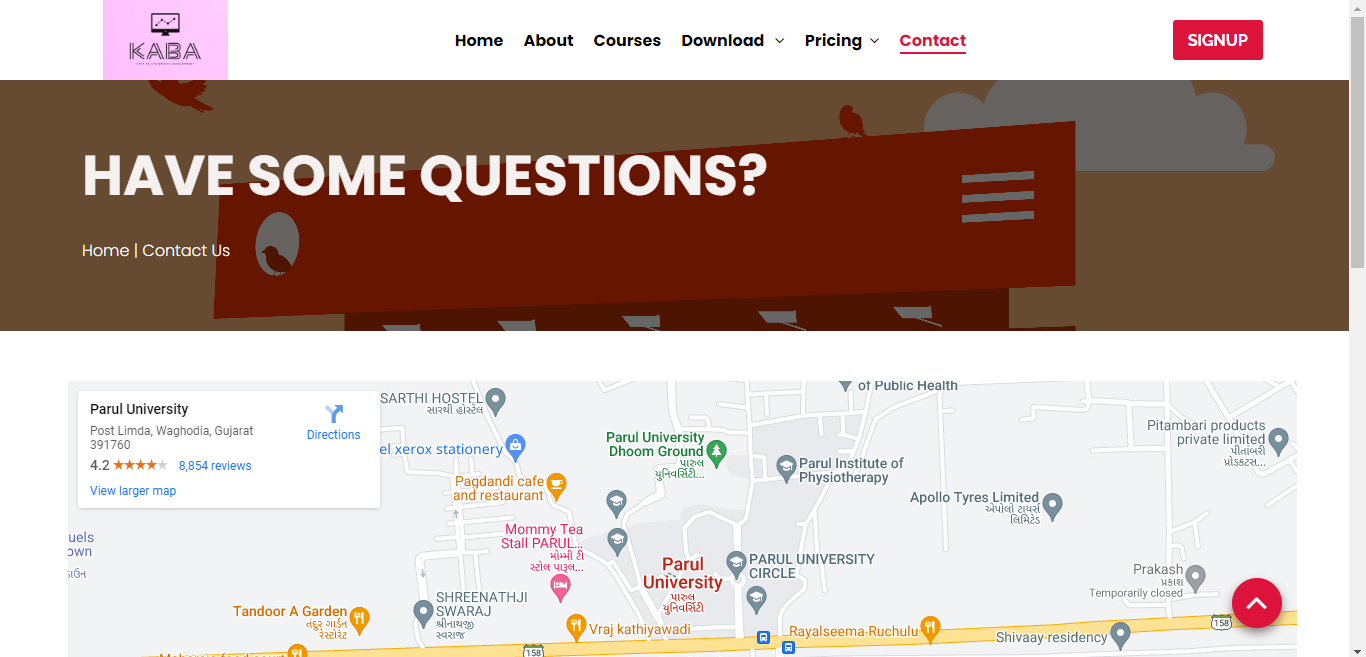 KABA
Home About Courses Download Pricing Contact
SIGNUP
HAVE SOME QUESTIONS?
Home | Contact Us
Parul University
Post Limda, Waghodia, Gujarat
391760
Directions
4.2
8,854 reviews
View larger map
SARTHI HOSTEL
સારથી હોસ્ટેલ
of Public Health
el xerox stationery
Parul University
Dhoom Ground
પારુલ
યુનિવર્સિટી...
Pitambari products
private limited
પીતાંબરી
પ્રોડક્ટસ...
Parul Institute of
Physiotherapy
Pagdandi cafe
and restaurant
Apollo Tyres Limited
એપોલો ટાયર્સ
લિમિટેડ
Mommy Tea
Stall PARUL...
મોમ્મી ટી
સ્ટોલ પારૂલ...
uels
own
ડાઉન
PARUL UNIVERSITY
CIRCLE
Parul
University
પારુલ
યુનિવર્સિટી
Prakash
પ્રકાશ
Temporarily closed
SHREENATHJI
SWARAJ
શ્રીનાથજી
સ્વરાજ
Tandoor A Garden
તંદુર ગાર્ડન
રેસ્ટોરંટ
Vraj kathiyawadi
Rayalseema Ruchulu
Shivaay residency
158
158